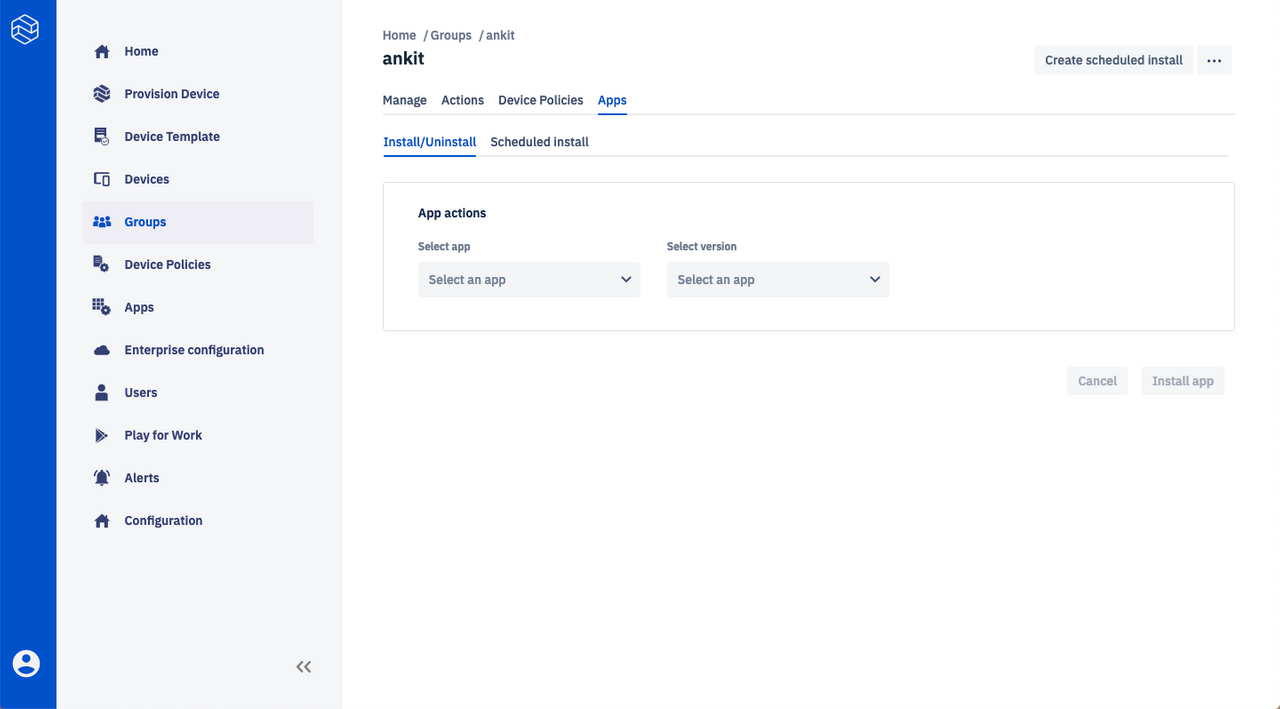 Home
Provision Device
Device Template
Devices
Groups
Device Policies
Apps
Enterprise configuration
Users
Play for Work
Alerts
Configuration
Home / Groups / ankit
ankit
Create scheduled install
Manage Actions Device Policies Apps
Install/Uninstall Scheduled install
App actions
Select app Select version
Select an app Select an app
Cancel Install app